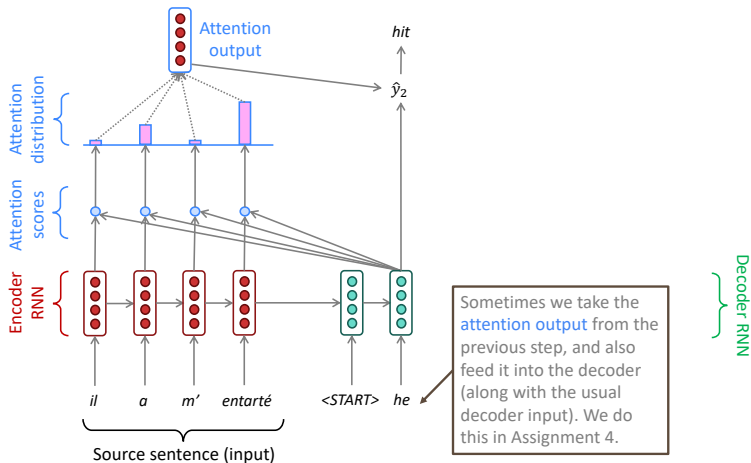 Attention
output
hit
ŷ₂
Attention
distribution
Attention
scores
Encoder
RNN
Decoder RNN
Sometimes we take the
attention output from the
previous step, and also
feed it into the decoder
(along with the usual
decoder input). We do
this in Assignment 4.
il a m’ entarté <START> he
Source sentence (input)